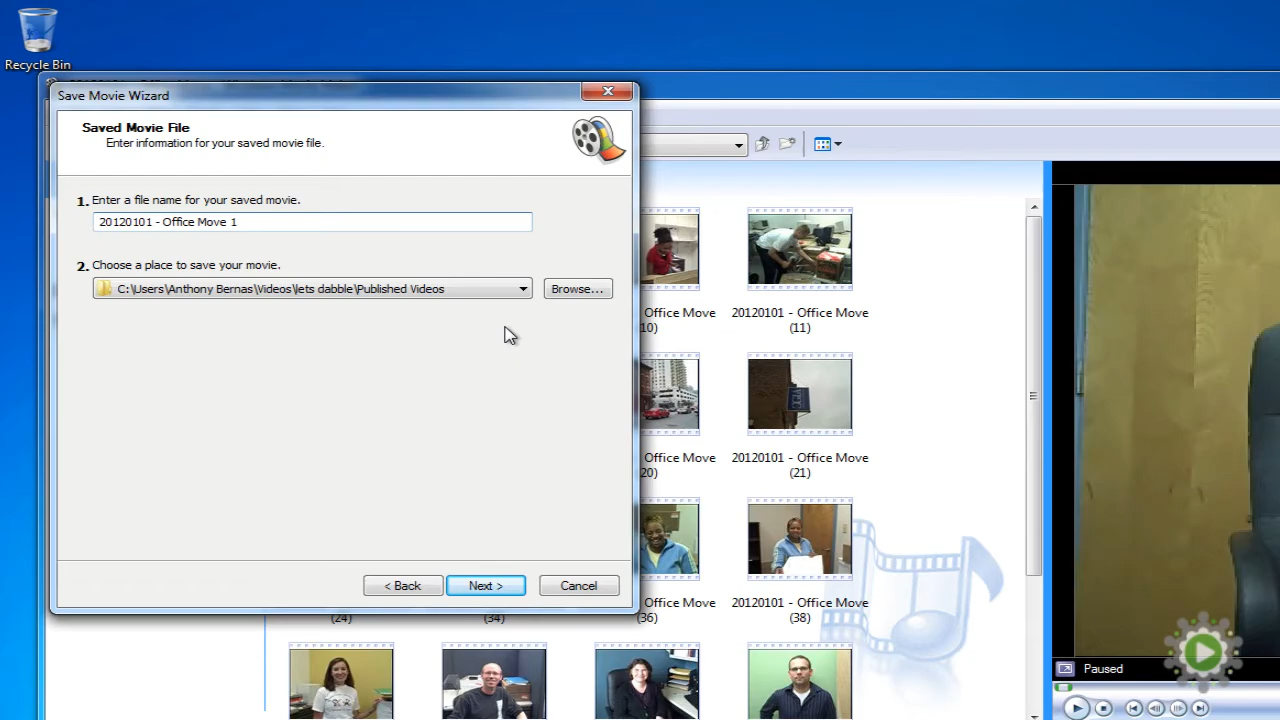 Recycle Bin
Save Movie Wizard
Saved Movie File
Enter information for your saved movie file.
1. Enter a file name for your saved movie.
20120101 - Office Move 1
2. Choose a place to save your movie.
C:\Users\Anthony Bernas\Videos\lets dabble\Published Videos
Browse...
< Back
Next >
Cancel
Office Move
10)
20120101 - Office Move
(11)
Office Move
20)
20120101 - Office Move
(21)
(24)
(34)
Office Move
(36)
20120101 - Office Move
(38)
Paused